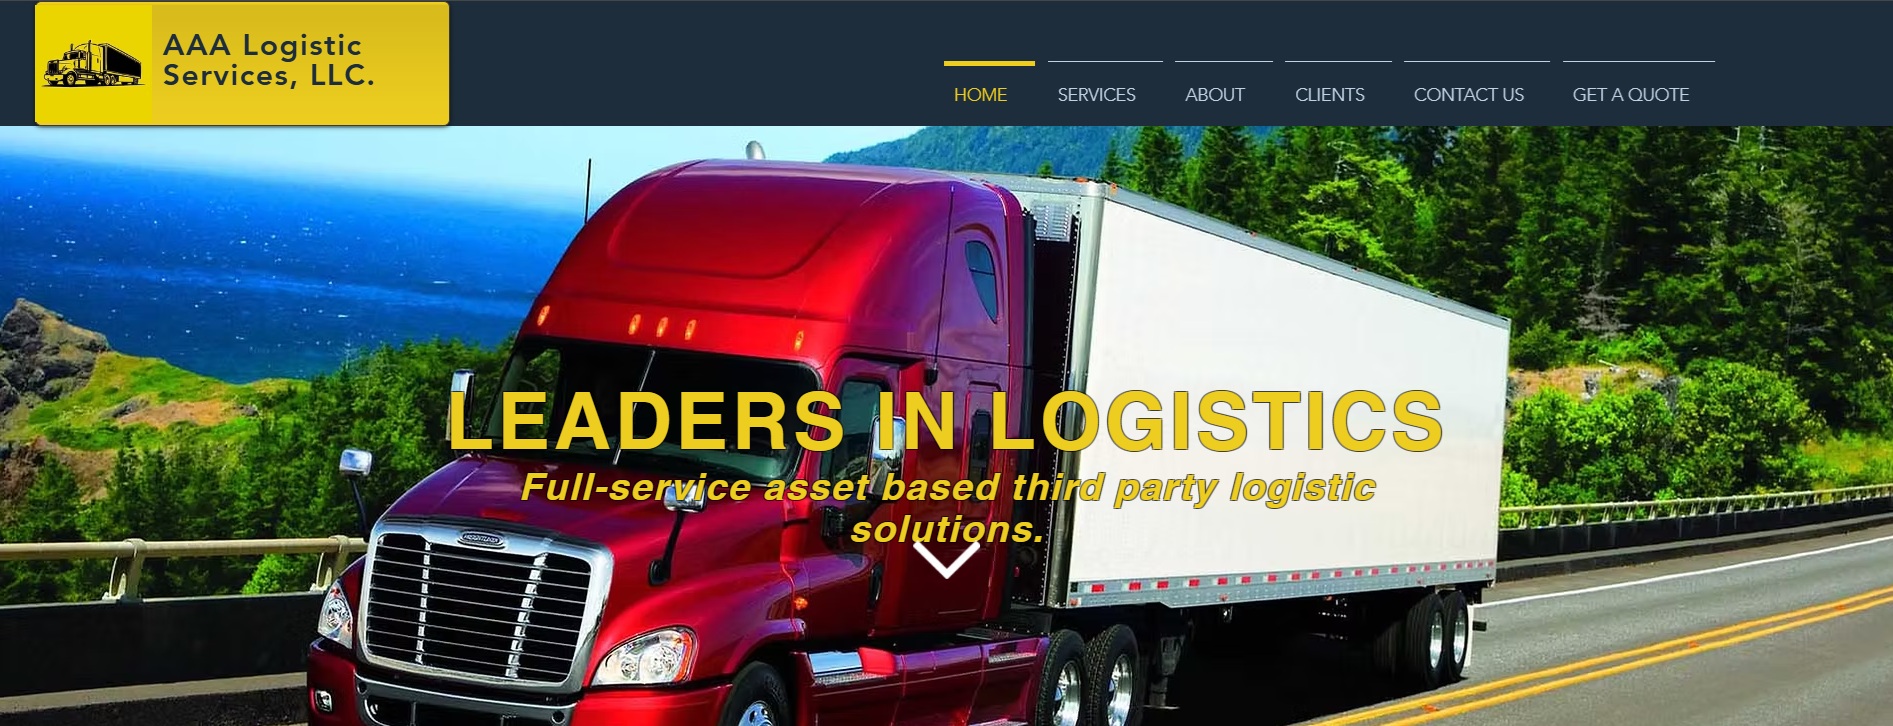 AAA Logistic
Services, LLC.
HOME SERVICES ABOUT CLIENTS CONTACT US GET A QUOTE
LEADERS IN LOGISTICS
Full-service asset based third party logistic
solutions.
FREIGHTLINER